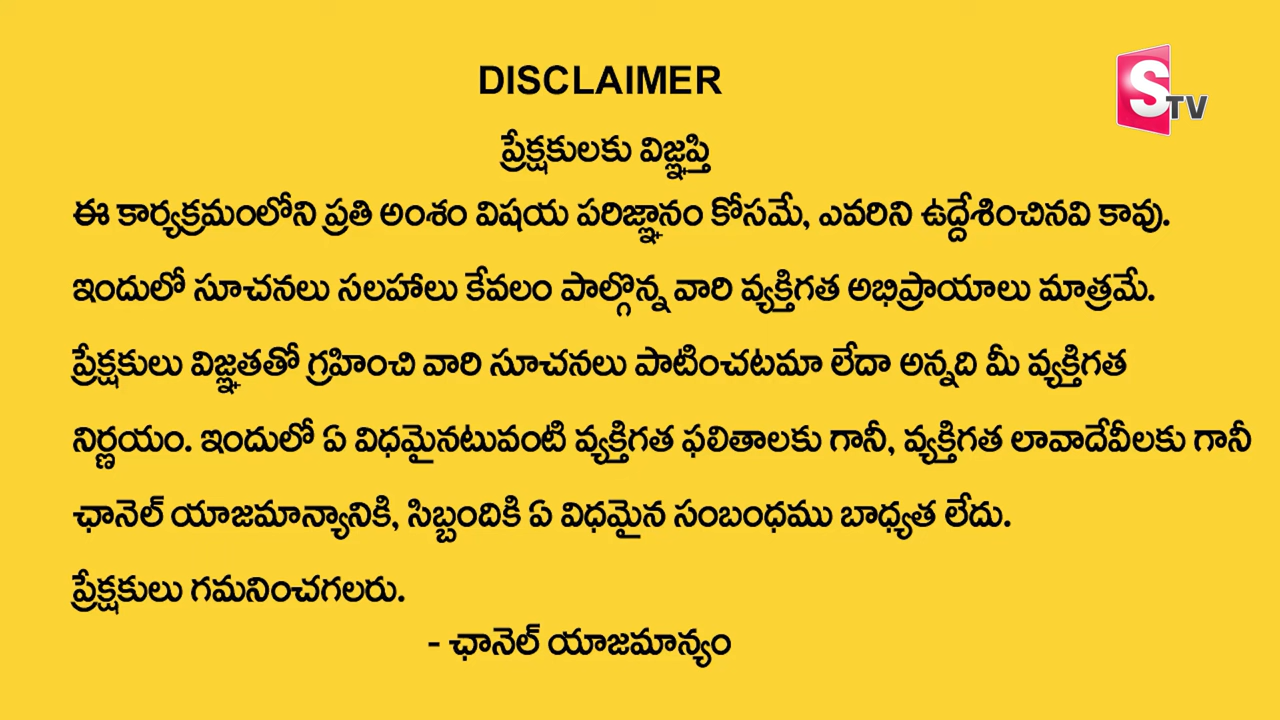 DISCLAIMER
STV
ప్రేక్షకులకు విజ్ఞప్తి
ఈ కార్యక్రమంలోని ప్రతి అంశం విషయ పరిజ్ఞానం కోసమే, ఎవరిని ఉద్దేశించినవి కావు.
ఇందులో సూచనలు సలహాలు కేవలం పాల్గొన్న వారి వ్యక్తిగత అభిప్రాయాలు మాత్రమే.
ప్రేక్షకులు విజ్ఞతతో గ్రహించి వారి సూచనలు పాటించటమా లేదా అన్నది మీ వ్యక్తిగత
నిర్ణయం. ఇందులో ఏ విధమైనటువంటి వ్యక్తిగత ఫలితాలకు గానీ, వ్యక్తిగత లావాదేవీలకు గానీ
ఛానెల్ యాజమాన్యానికి, సిబ్బందికి ఏ విధమైన సంబంధము బాధ్యత లేదు.
ప్రేక్షకులు గమనించగలరు.
- ఛానెల్ యాజమాన్యం